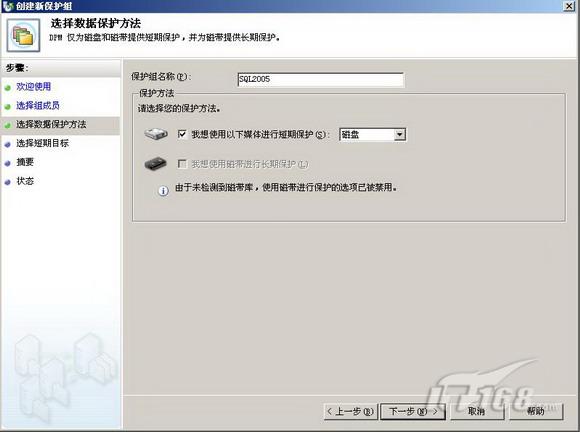 创建新保护组
选择数据保护方法
DPM 仅为磁盘和磁带提供短期保护，并为磁带提供长期保护。
步骤:
欢迎使用
选择组成员
选择数据保护方法
选择短期目标
摘要
状态
保护组名称(P):
SQL2005
保护方法
请选择您的保护方法。
我想使用以下媒体进行短期保护(S):
磁盘
我想使用磁带进行长期保护(L)
由于未检测到磁带库，使用磁带进行保护的选项已被禁用。
IT168.com
< 上一步(B)
下一步(N) >
取消
帮助